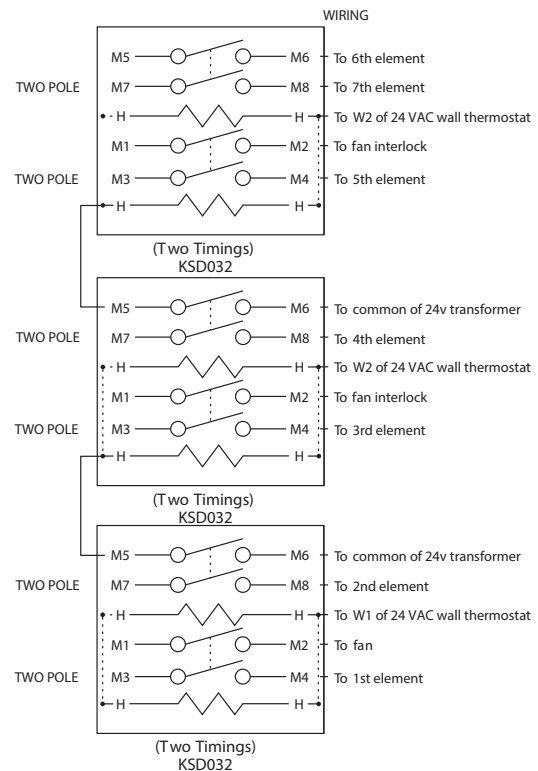 WIRING
M5 M6 To 6th element
TWO POLE M7 M8 To 7th element
H H To W2 of 24 VAC wall thermostat
M1 M2 To fan interlock
TWO POLE M3 M4 To 5th element
H H
(Two Timings)
KSD032
M5 M6 To common of 24v transformer
TWO POLE M7 M8 To 4th element
H H To W2 of 24 VAC wall thermostat
M1 M2 To fan interlock
TWO POLE M3 M4 To 3rd element
H H
(Two Timings)
KSD032
M5 M6 To common of 24v transformer
TWO POLE M7 M8 To 2nd element
H H To W1 of 24 VAC wall thermostat
M1 M2 To fan
TWO POLE M3 M4 To 1st element
H H
(Two Timings)
KSD032